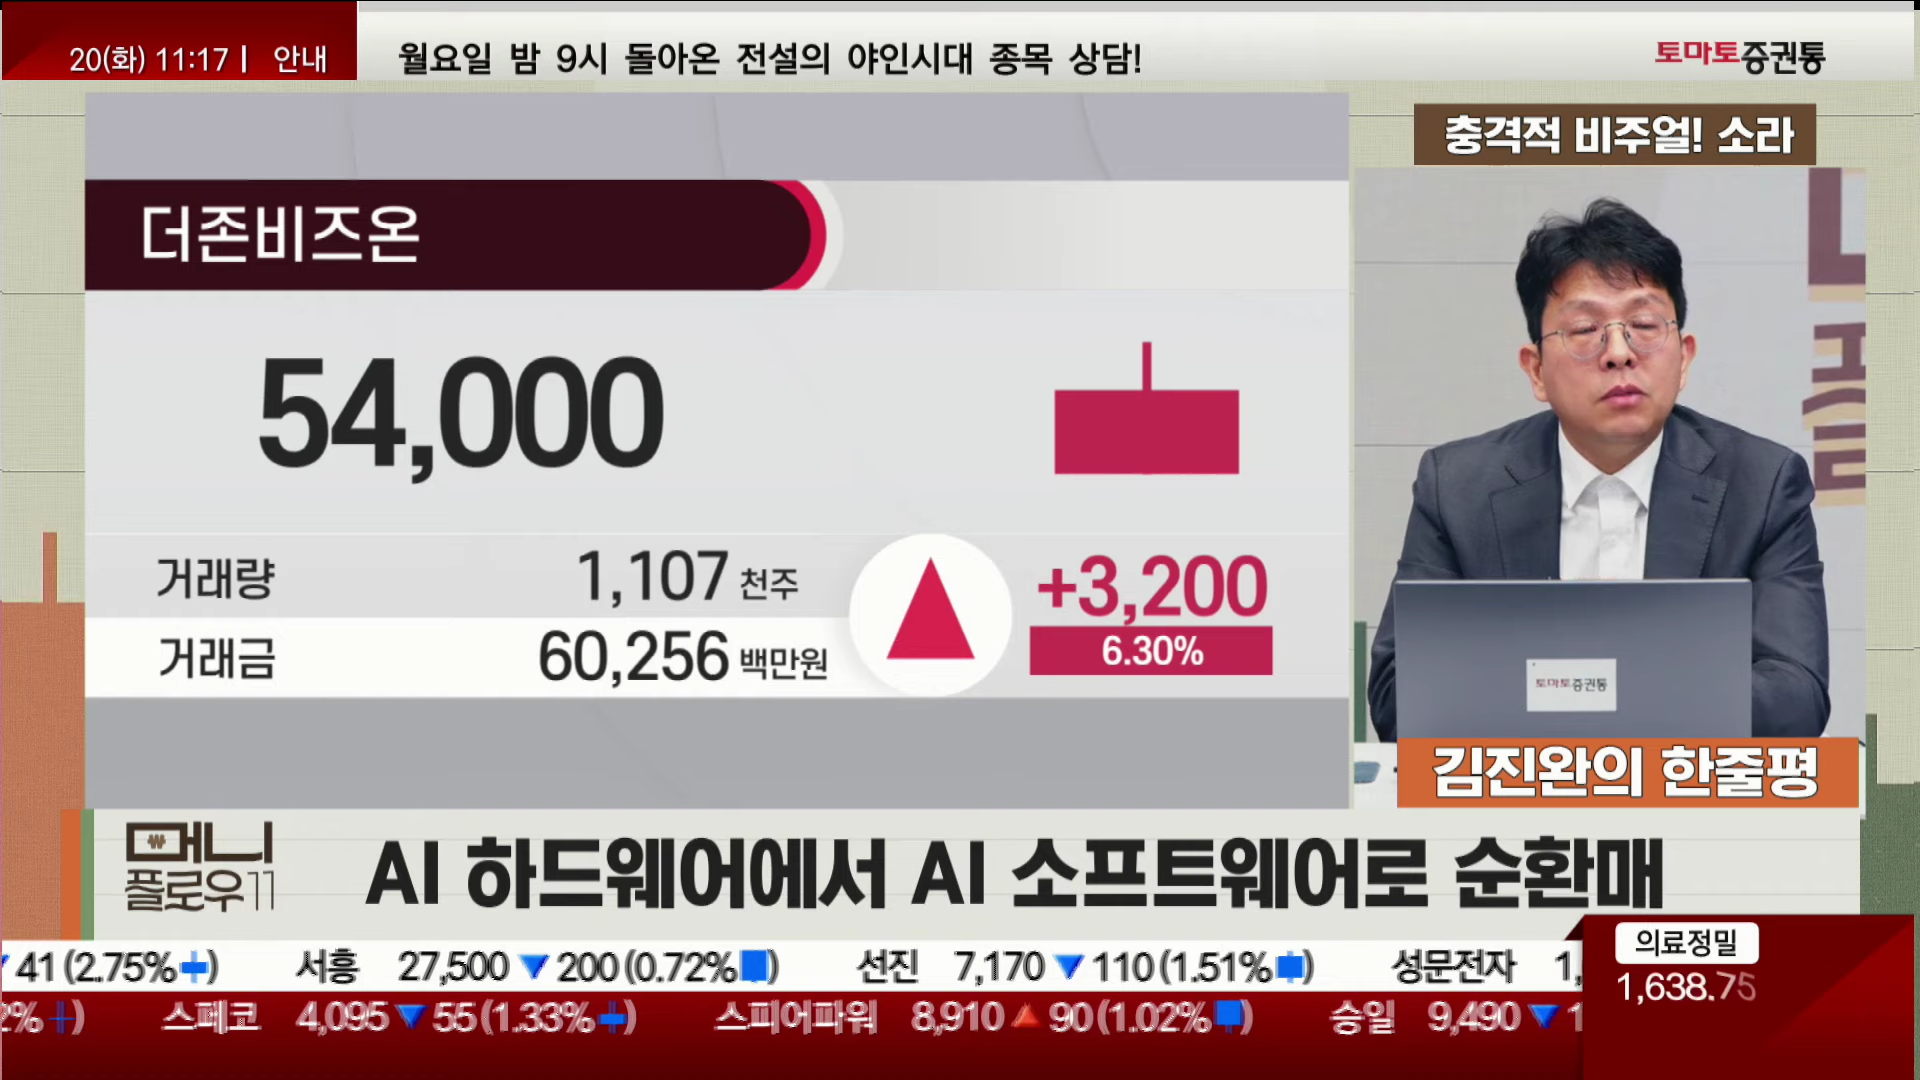 20(화) 11:17 | 안내
월요일 밤 9시 돌아온 전설의 야인시대 종목 상담!
토마토증권통
충격적 비주얼! 소라
더존비즈온
54,000
거래량 1,107 천주
+3,200
거래금 60,256 백만원
6.30%
토마토증권통
김진완의 한줄평
머니
플로우11
AI 하드웨어에서 AI 소프트웨어로 순환매
41 (2.75% ) 서흥 27,500 ▼ 200 (0.72% ) 선진 7,170 ▼ 110 (1.51% ) 성문전자 1,
2% ) 스페코 4,095 ▼ 55 (1.33% ) 스피어파워 8,910 ▲ 90 (1.02% ) 승일 9,490 ▼ 1
의료정밀
1,638.75